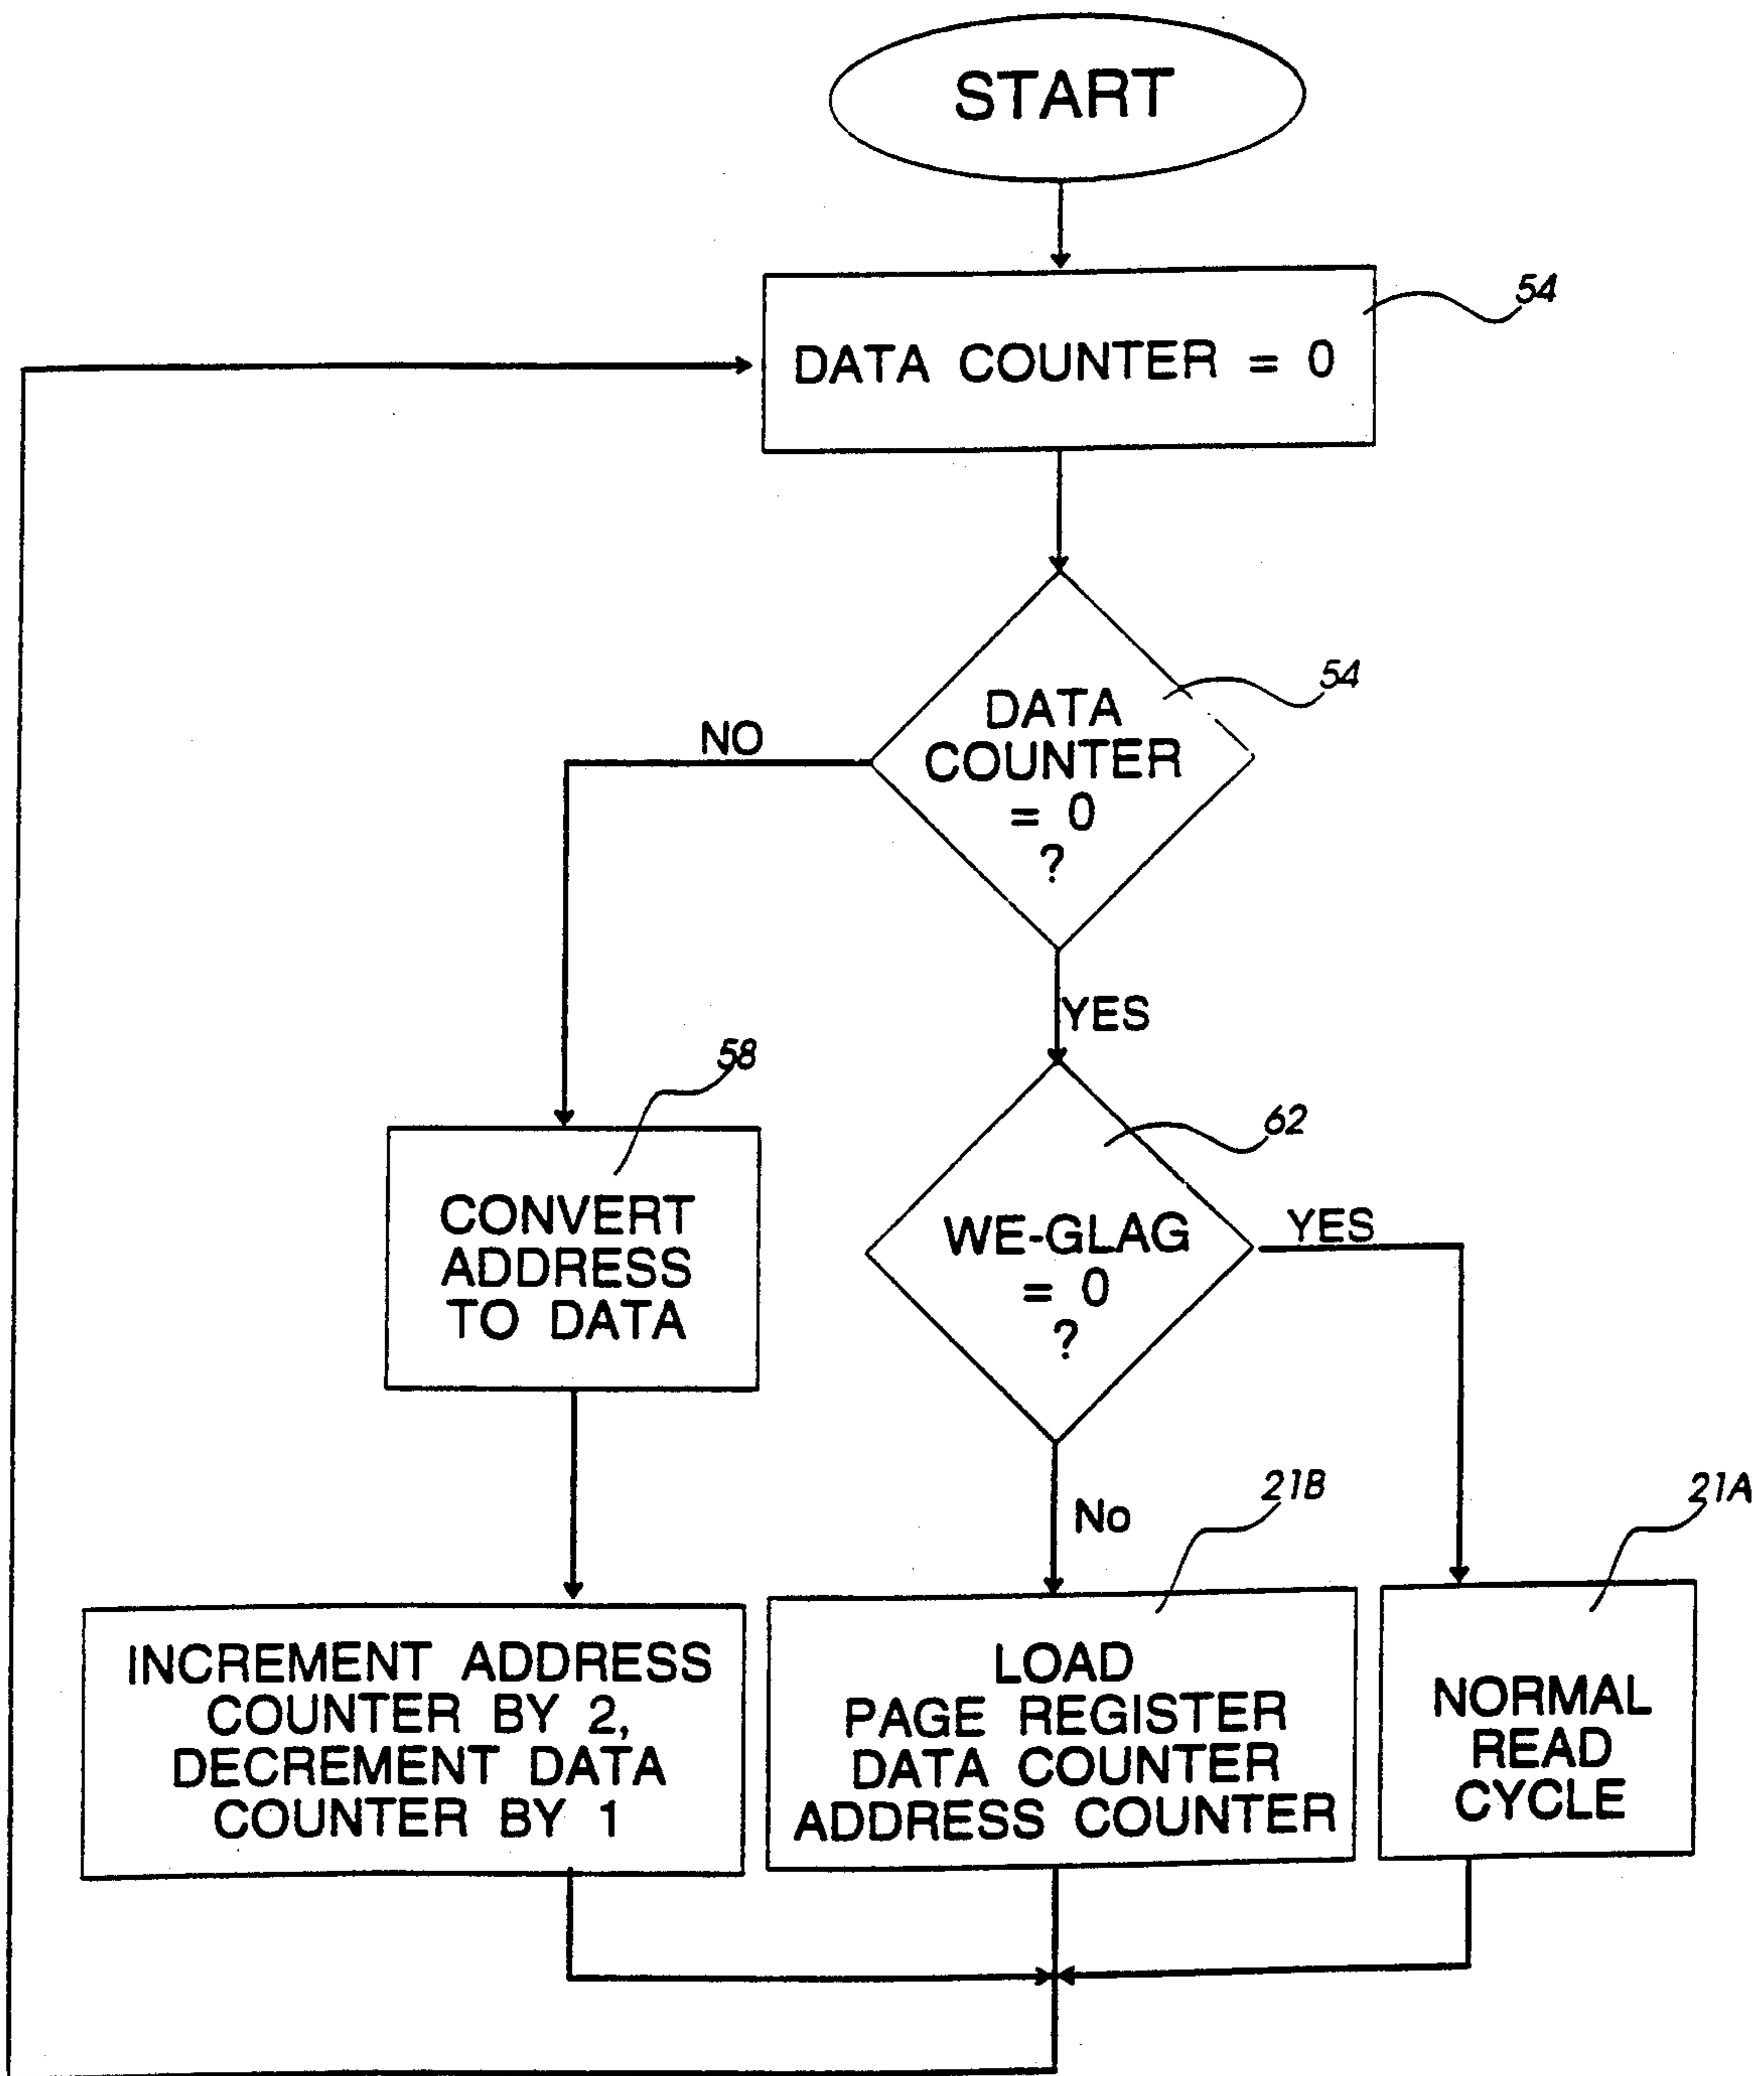 START
54
DATA COUNTER = 0
54
DATA
COUNTER
= 0
?
NO
YES
58
CONVERT
ADDRESS
TO DATA
62
WE-GLAG
= 0
?
YES
No
21B
21A
INCREMENT ADDRESS
COUNTER BY 2,
DECREMENT DATA
COUNTER BY 1
LOAD
PAGE REGISTER
DATA COUNTER
ADDRESS COUNTER
NORMAL
READ
CYCLE